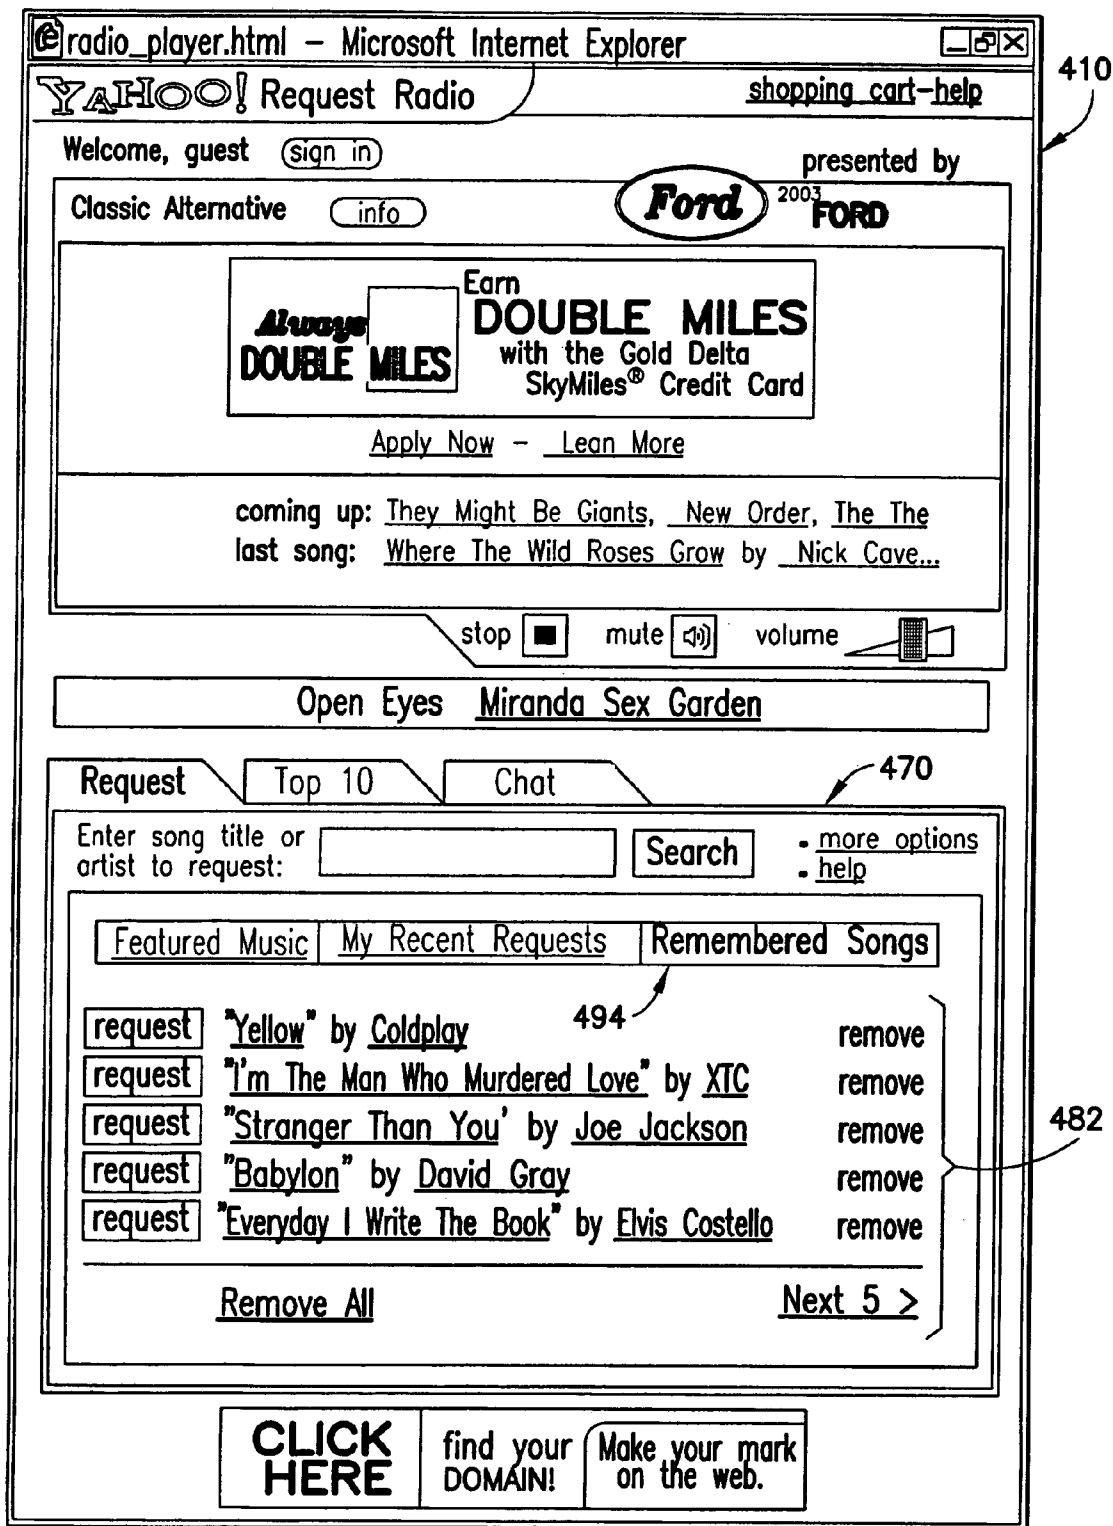 radio_player.html – Microsoft Internet Explorer
410
YAHOO! Request Radio
shopping cart-help
Welcome, guest sign in
presented by
Classic Alternative info
Ford 2003 FORD
Earn
Always DOUBLE MILES
DOUBLE MILES with the Gold Delta
SkyMiles® Credit Card
Apply Now – Lean More
coming up: They Might Be Giants, New Order, The The
last song: Where The Wild Roses Grow by Nick Cave...
stop mute volume
Open Eyes Miranda Sex Garden
470
Request Top 10 Chat
Enter song title or
artist to request:
Search
• more options
• help
Featured Music My Recent Requests Remembered Songs
494
request "Yellow" by Coldplay remove
request "I'm The Man Who Murdered Love" by XTC remove
request "Stranger Than You' by Joe Jackson remove
482
request "Babylon" by David Gray remove
request "Everyday I Write The Book" by Elvis Costello remove
Remove All Next 5 >
CLICK
HERE
find your
DOMAIN!
Make your mark
on the web.